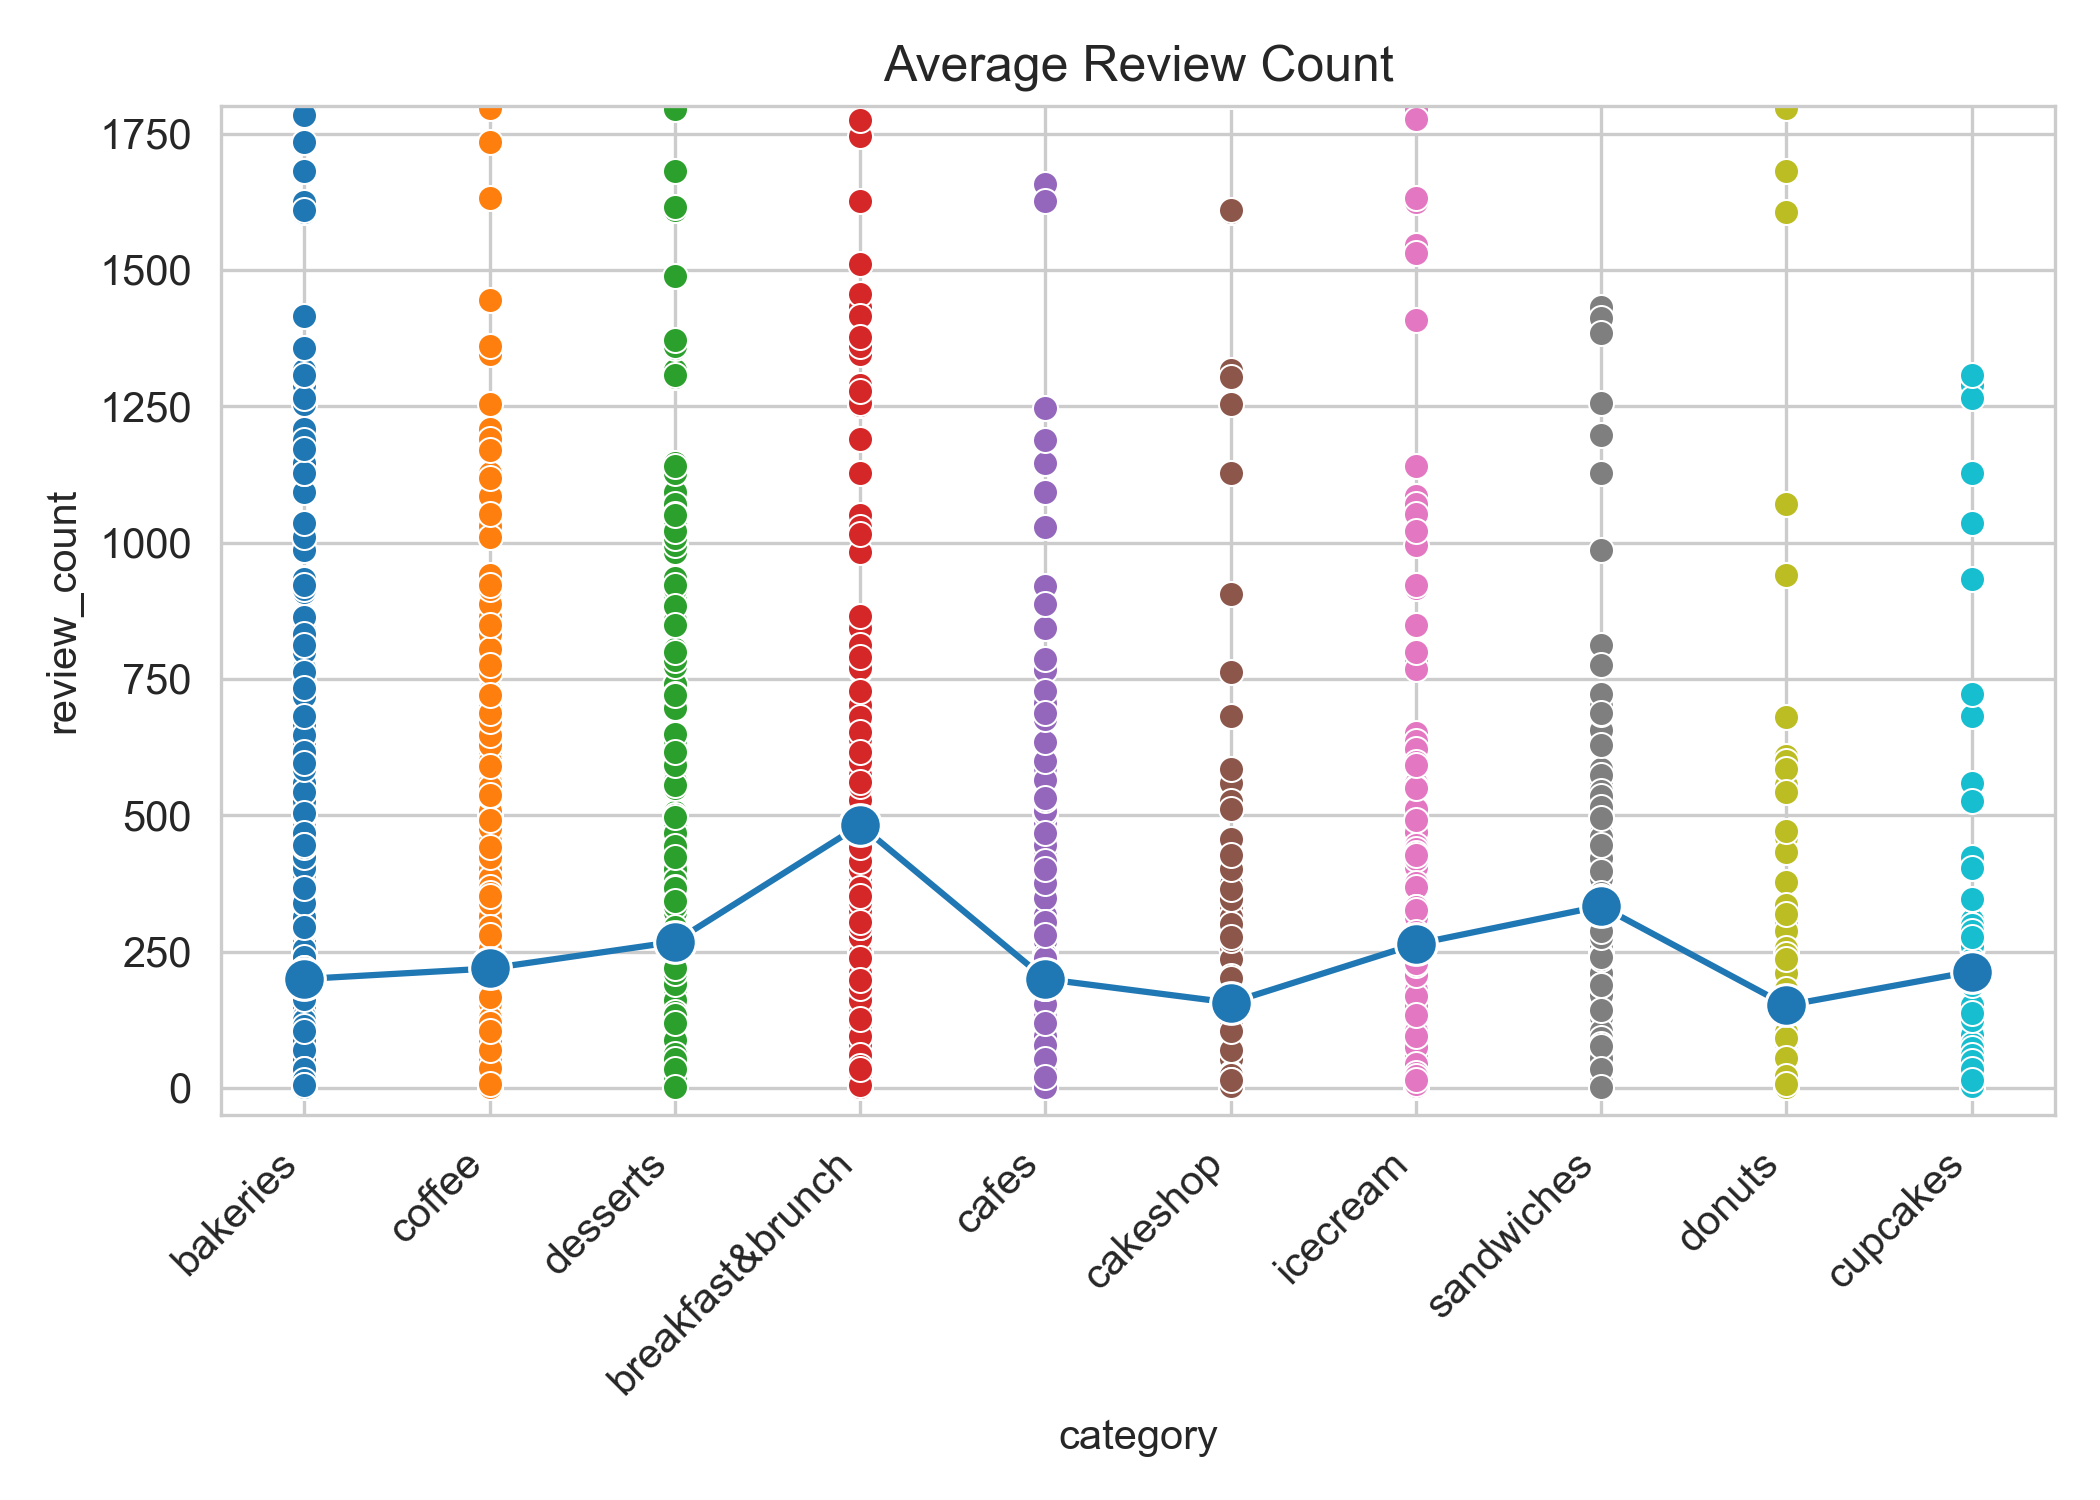 Average Review Count
1750
1500
1250
1000
750
500
250
0
review_count
bakeries
coffee
desserts
breakfast&brunch
cafes
cakeshop
icecream
sandwiches
donuts
cupcakes
category